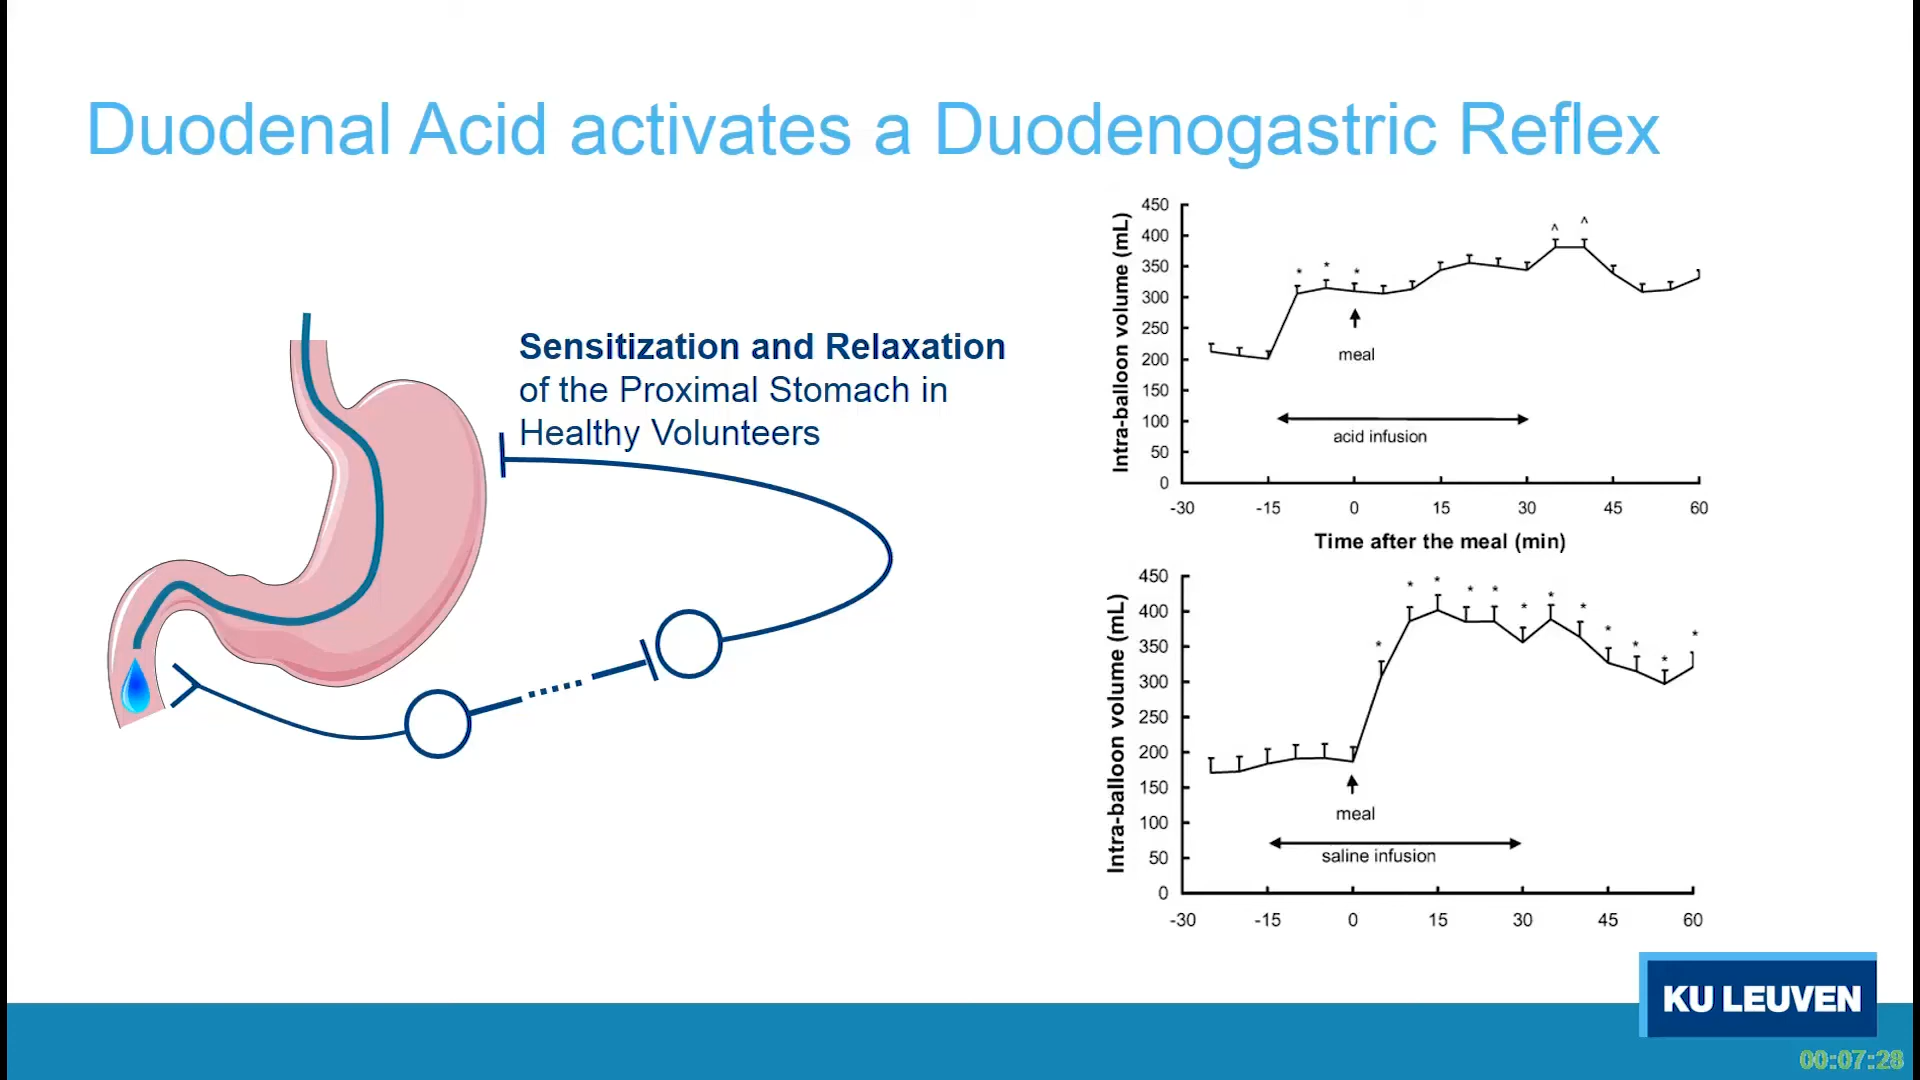 Duodenal Acid activates a Duodenogastric Reflex
Sensitization and Relaxation
of the Proximal Stomach in
Healthy Volunteers
Intra-balloon volume (mL)
450
400
350
300
250
200
150
100
50
0
* * * ^ ^
meal
acid infusion
-30 -15 0 15 30 45 60
Time after the meal (min)
Intra-balloon volume (mL)
450
400
350
300
250
200
150
100
50
0
* * * * * * * * * * * *
meal
saline infusion
-30 -15 0 15 30 45 60
KU LEUVEN
00:07:28